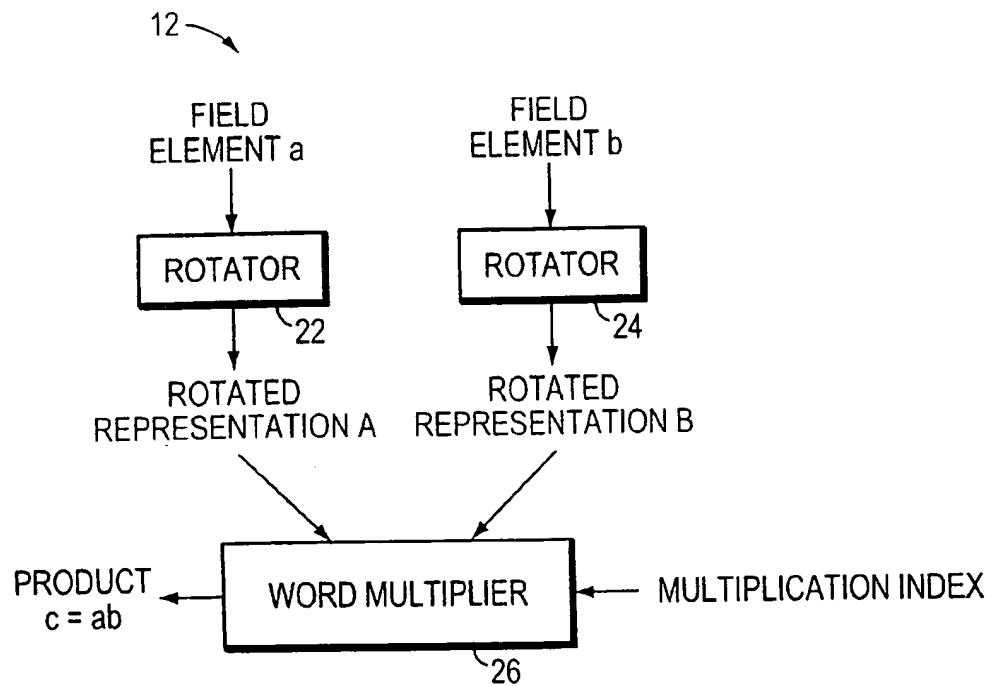 12
FIELD
ELEMENT a
FIELD
ELEMENT b
ROTATOR
ROTATOR
22
24
ROTATED
REPRESENTATION A
ROTATED
REPRESENTATION B
PRODUCT
c = ab
WORD MULTIPLIER
MULTIPLICATION INDEX
26